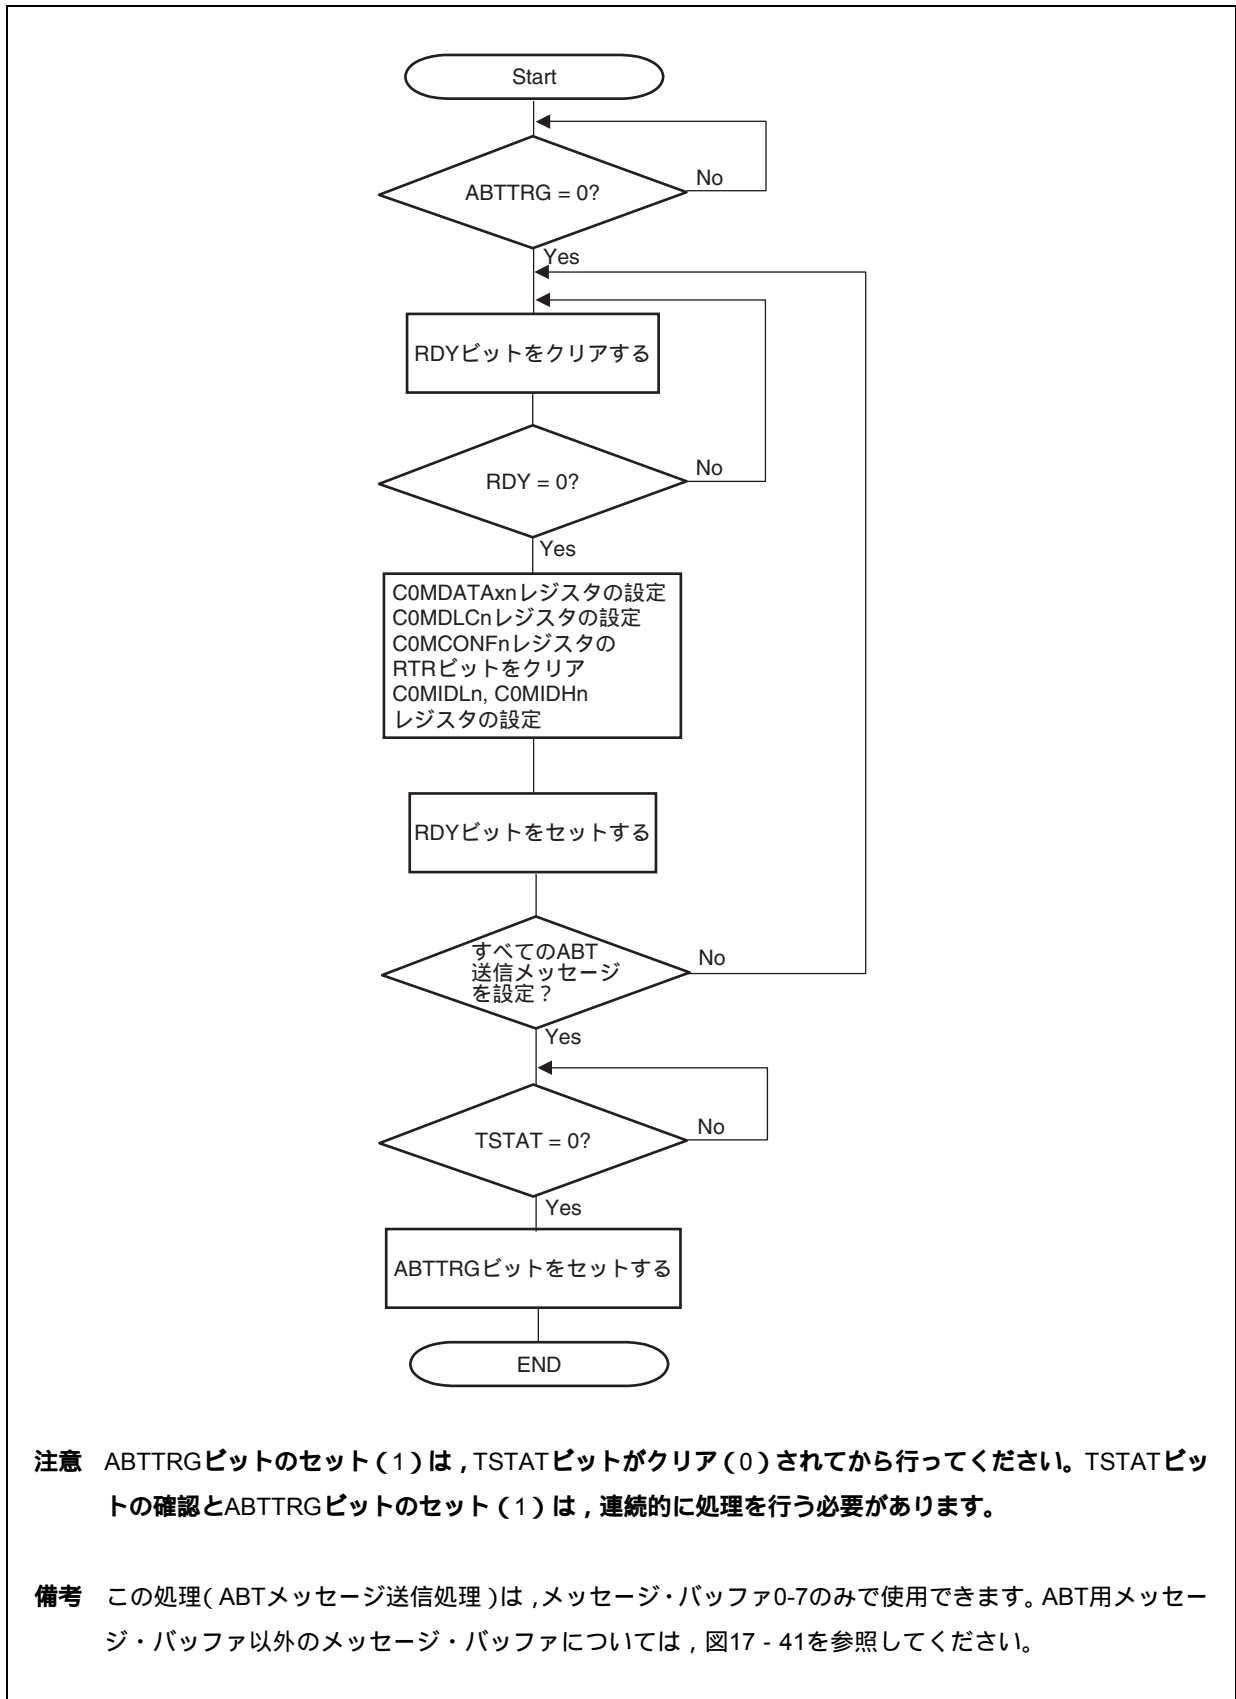 Start
ABTTRG = 0?
No
Yes
RDYビットをクリアする
RDY = 0?
No
Yes
C0MDATAxnレジスタの設定
C0MDLCnレジスタの設定
C0MCONFnレジスタの
RTRビットをクリア
C0MIDLn, C0MIDHn
レジスタの設定
RDYビットをセットする
すべてのABT
送信メッセージ
を設定？
No
Yes
TSTAT = 0?
No
Yes
ABTTRGビットをセットする
END
注意 ABTTRGビットのセット（1）は，TSTATビットがクリア（0）されてから行ってください。TSTATビッ
トの確認とABTTRGビットのセット（1）は，連続的に処理を行う必要があります。
備考 この処理（ABTメッセージ送信処理）は，メッセージ・バッファ0-7のみで使用できます。ABT用メッセー
ジ・バッファ以外のメッセージ・バッファについては，図17 - 41を参照してください。